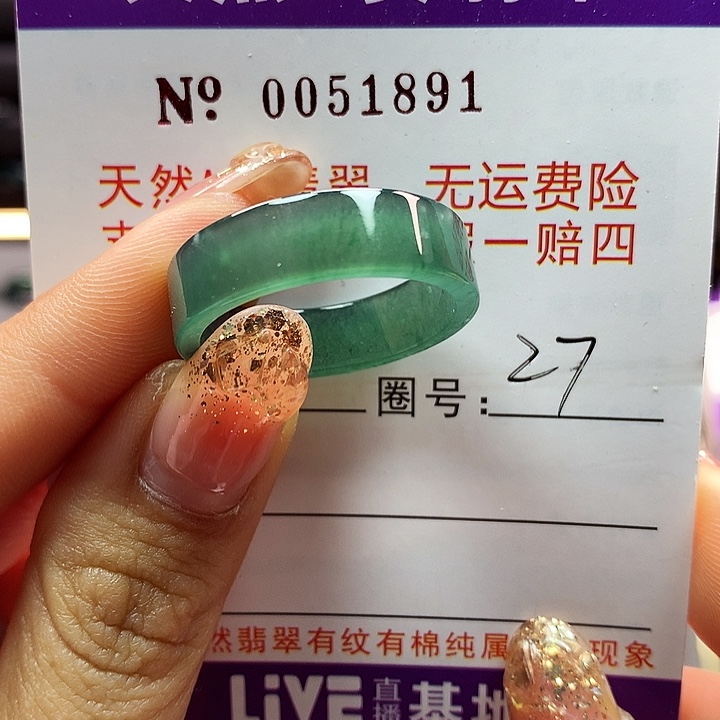 Nº: 0051891
天然 翡翠 无运费险
一赔四
圈号: 27
然翡翠有纹有棉纯属 现象
LiVE 直播 基地